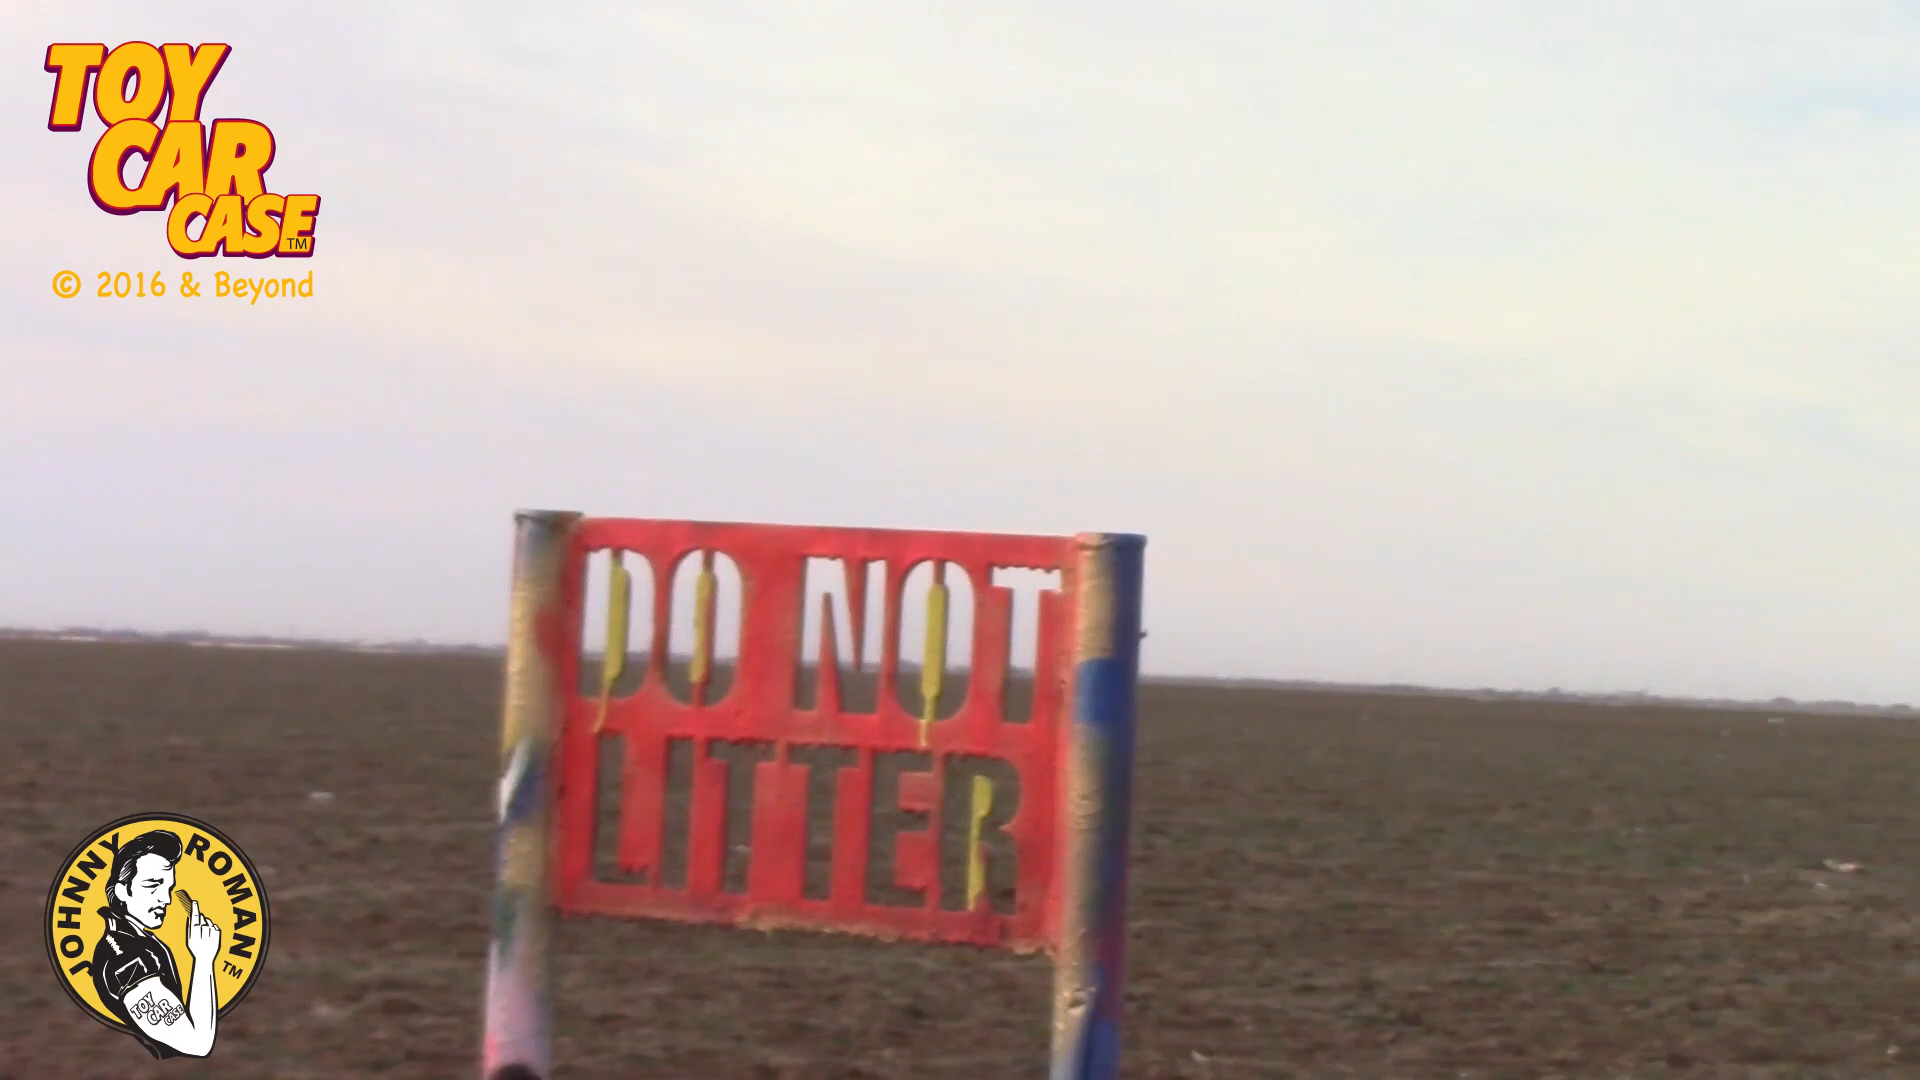 TOY
CAR
CASE
TM
© 2016 & Beyond
DO NOT
LITTER
JOHNNY ROMAN TM
TOY
CAR
CASE